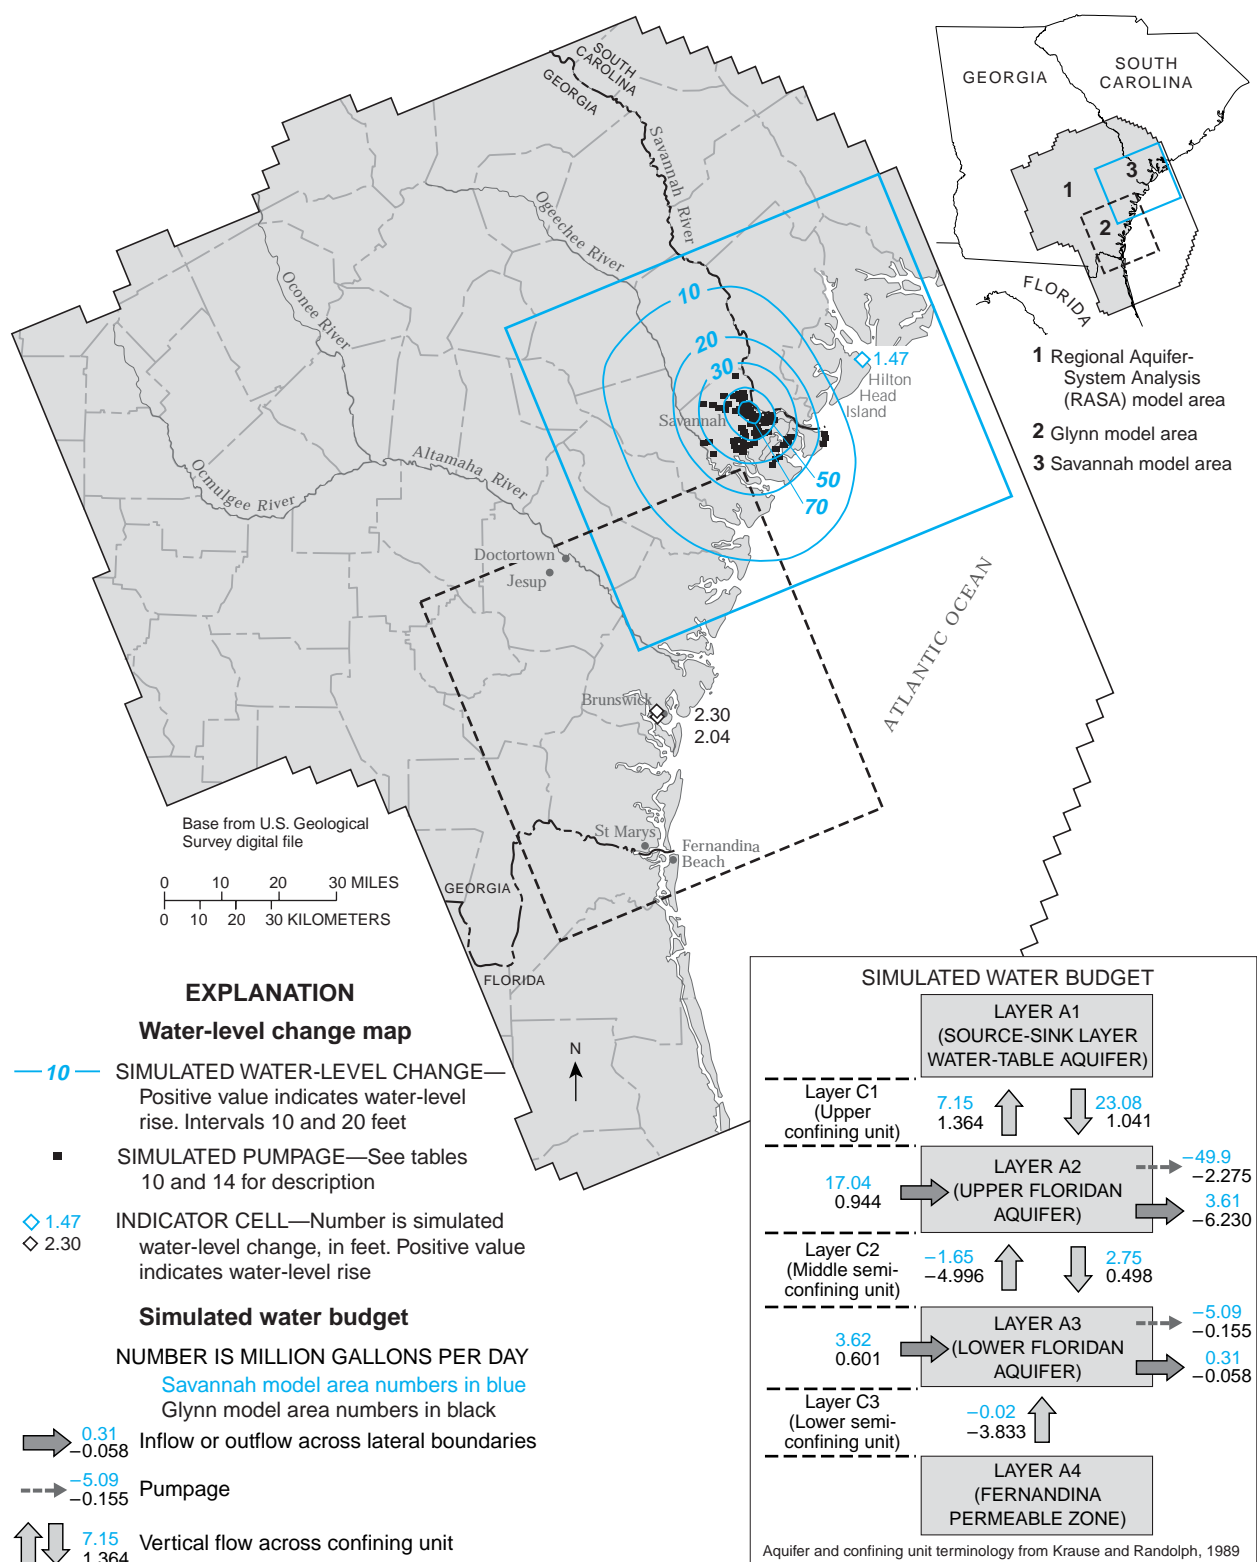 SOUTH
CAROLINA
GEORGIA
Savannah River
Ogeechee River
Oconee River
Ocmulgee River
Altamaha River
10
20
30
50
70
1.47
Hilton
Head
Island
Savannah
Doctortown
Jesup
Brunswick
2.30
2.04
St Marys
Fernandina
Beach
ATLANTIC OCEAN
GEORGIA
FLORIDA
GEORGIA
SOUTH
CAROLINA
FLORIDA
1
2
3
1 Regional Aquifer-
System Analysis
(RASA) model area
2 Glynn model area
3 Savannah model area
Base from U.S. Geological
Survey digital file
0 10 20 30 MILES
0 10 20 30 KILOMETERS
N
EXPLANATION
Water-level change map
10 SIMULATED WATER-LEVEL CHANGE—
Positive value indicates water-level
rise. Intervals 10 and 20 feet
SIMULATED PUMPAGE—See tables
10 and 14 for description
1.47 INDICATOR CELL—Number is simulated
2.30 water-level change, in feet. Positive value
indicates water-level rise
Simulated water budget
NUMBER IS MILLION GALLONS PER DAY
Savannah model area numbers in blue
Glynn model area numbers in black
0.31
−0.058 Inflow or outflow across lateral boundaries
−5.09
−0.155 Pumpage
7.15
1.364 Vertical flow across confining unit
SIMULATED WATER BUDGET
LAYER A1
(SOURCE-SINK LAYER
WATER-TABLE AQUIFER)
Layer C1
(Upper
confining unit)
7.15
1.364
23.08
1.041
17.04
0.944
LAYER A2
(UPPER FLORIDAN
AQUIFER)
−49.9
−2.275
3.61
−6.230
Layer C2
(Middle semi-
confining unit)
−1.65
−4.996
2.75
0.498
3.62
0.601
LAYER A3
(LOWER FLORIDAN
AQUIFER)
−5.09
−0.155
0.31
−0.058
Layer C3
(Lower semi-
confining unit)
−0.02
−3.833
LAYER A4
(FERNANDINA
PERMEABLE ZONE)
Aquifer and confining unit terminology from Krause and Randolph, 1989